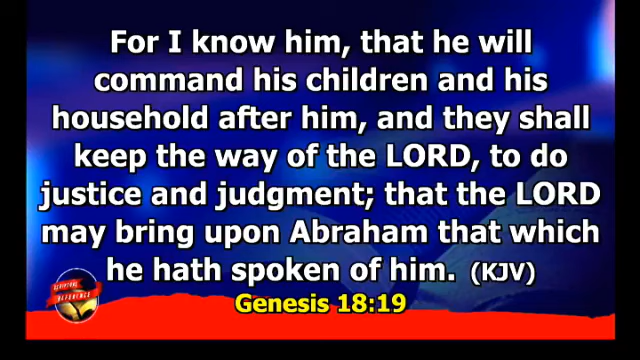 For I know him, that he will
command his children and his
household after him, and they shall
keep the way of the LORD, to do
justice and judgment; that the LORD
may bring upon Abraham that which
he hath spoken of him. (KJV)
Genesis 18:19
SCRIPTURE
REFERENCE